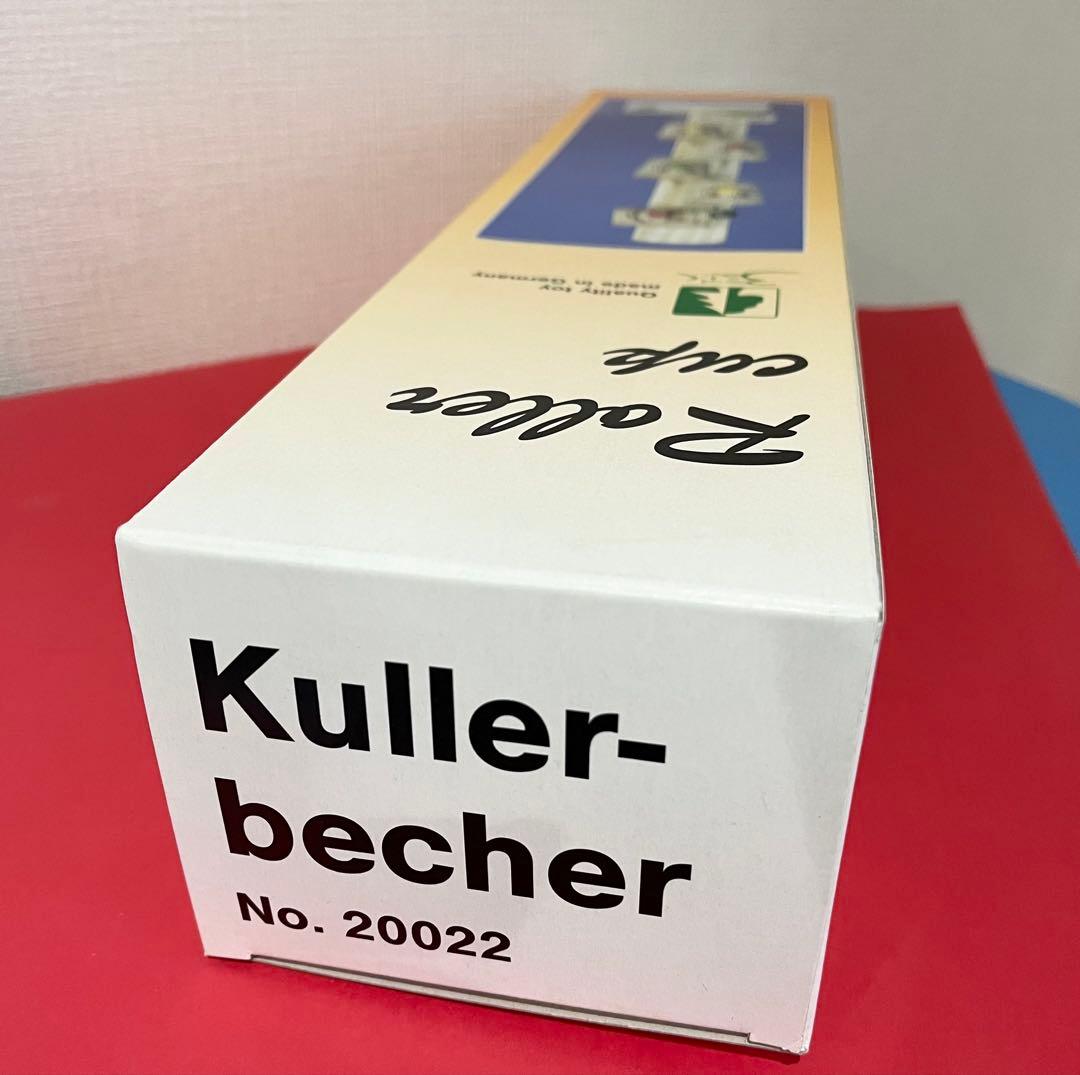 Quality toy
made in Germany
Roller
cup
Kuller-
becher
No. 20022